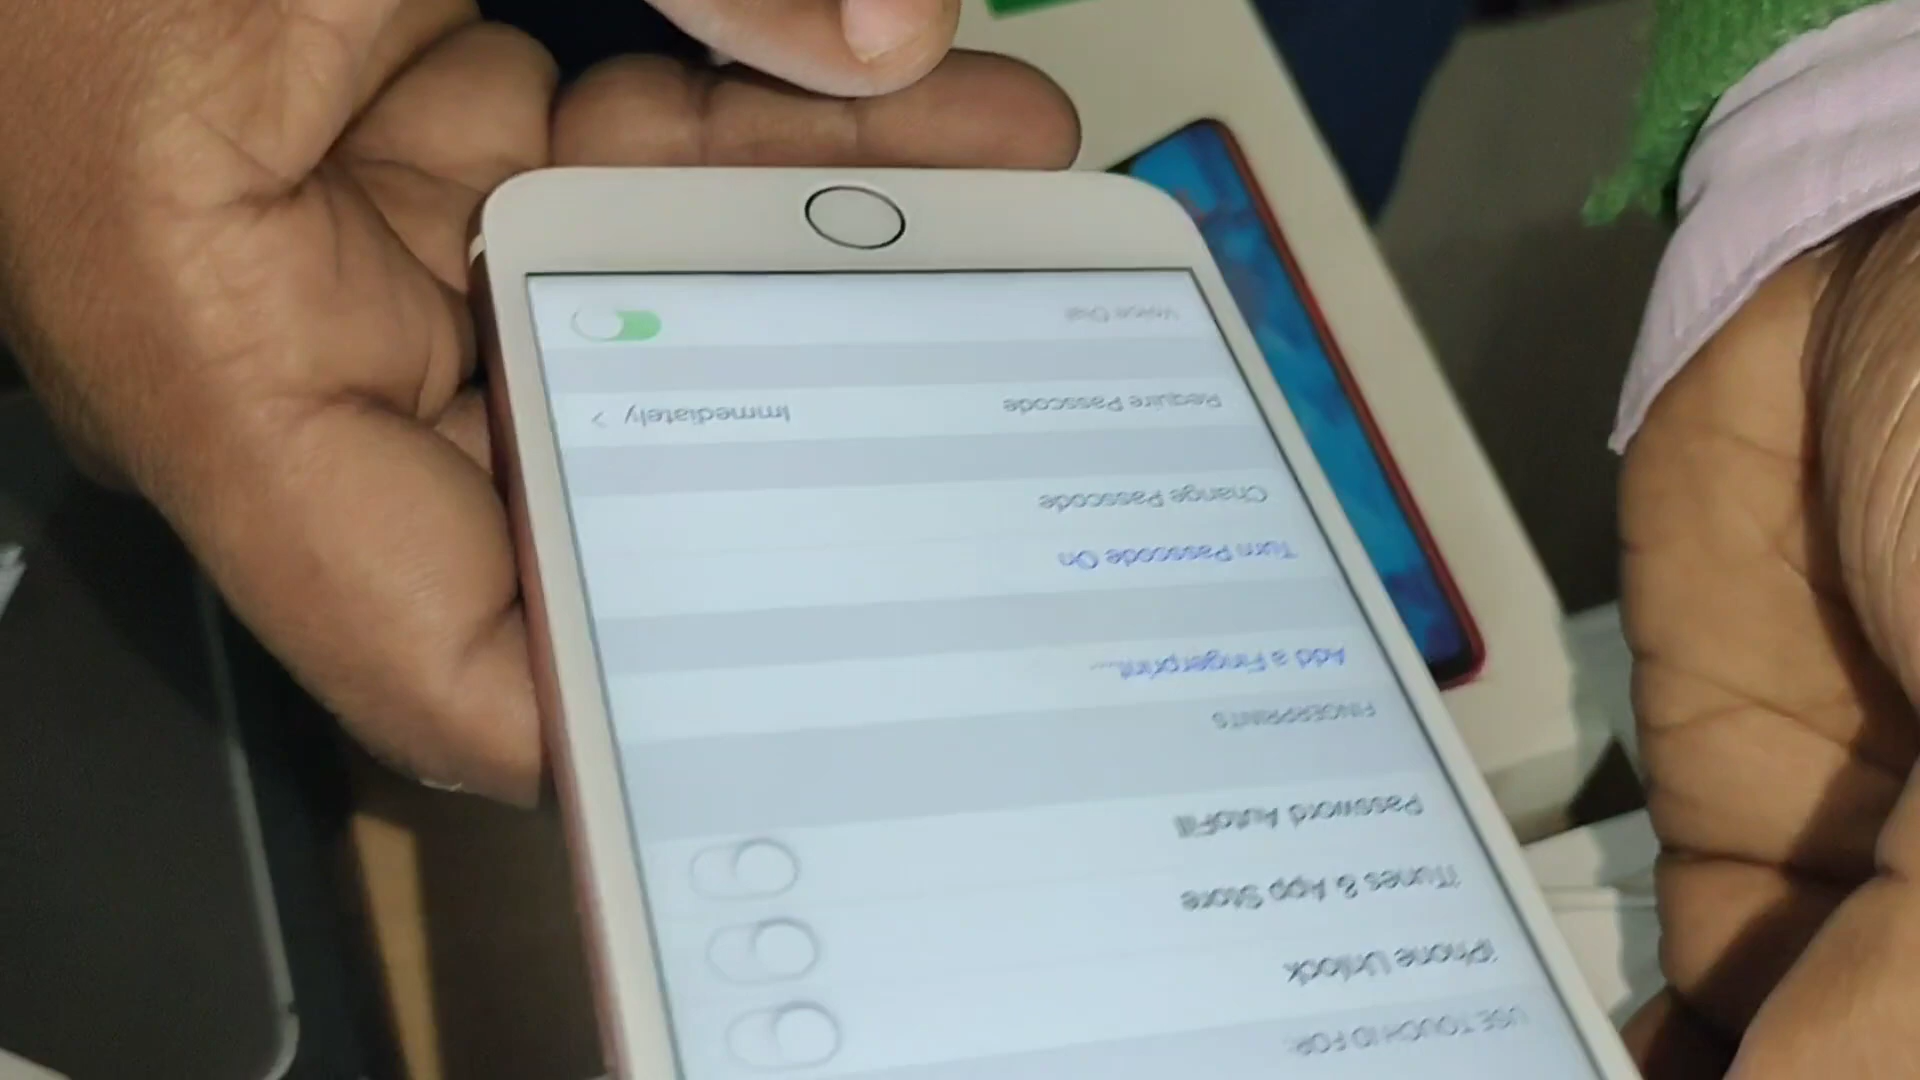 USE TOUCH ID FOR:
iPhone Unlock
iTunes & App Store
Password AutoFill
FINGERPRINTS
Add a Fingerprint...
Turn Passcode On
Change Passcode
Require Passcode Immediately >
Voice Dial